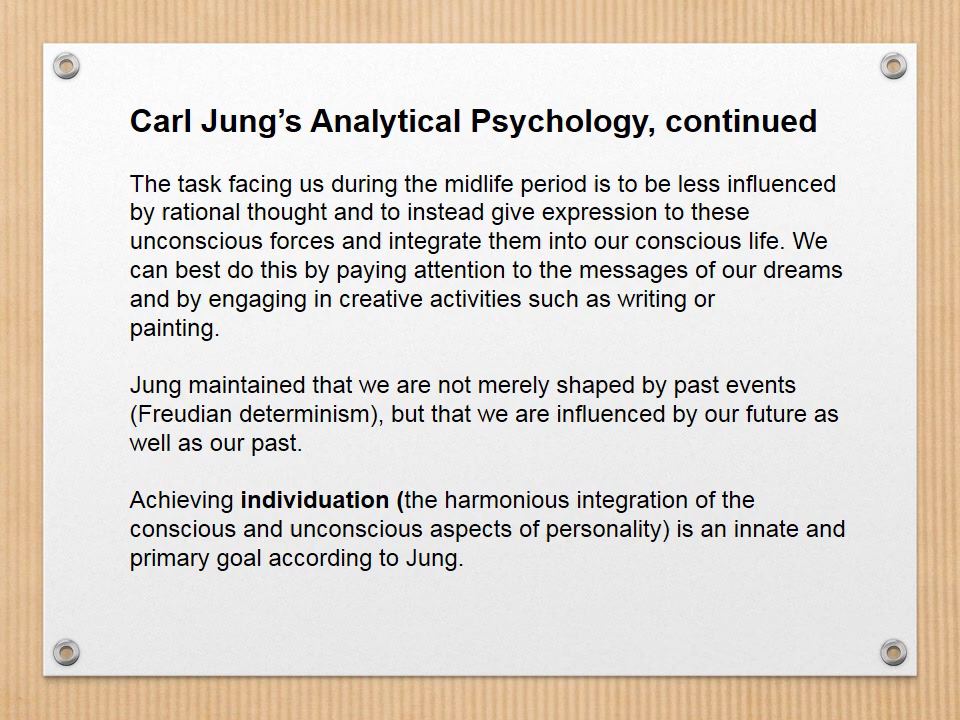 Carl Jung’s Analytical Psychology, continued
The task facing us during the midlife period is to be less influenced
by rational thought and to instead give expression to these
unconscious forces and integrate them into our conscious life. We
can best do this by paying attention to the messages of our dreams
and by engaging in creative activities such as writing or
painting.
Jung maintained that we are not merely shaped by past events
(Freudian determinism), but that we are influenced by our future as
well as our past.
Achieving individuation (the harmonious integration of the
conscious and unconscious aspects of personality) is an innate and
primary goal according to Jung.